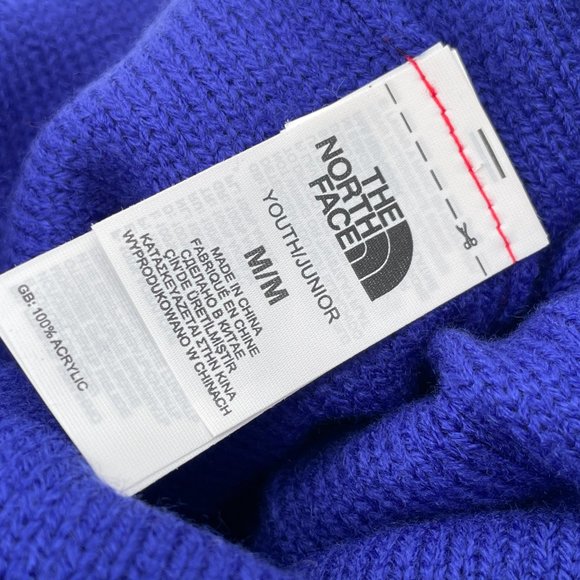 THE
NORTH
FACE
YOUTH/JUNIOR
M/M
MADE IN CHINA
FABRIQUÉ EN CHINE
СДЕЛАНО В КИТАЕ
ÇİN'DE ÜRETİLMİŞTİR
ΚΑΤΑΣΚΕΥΑΖΕΤΑΙ ΣΤΗΝ ΚΙΝΑ
WYPRODUKOWANO W CHINACH
GB: 100% ACRYLIC